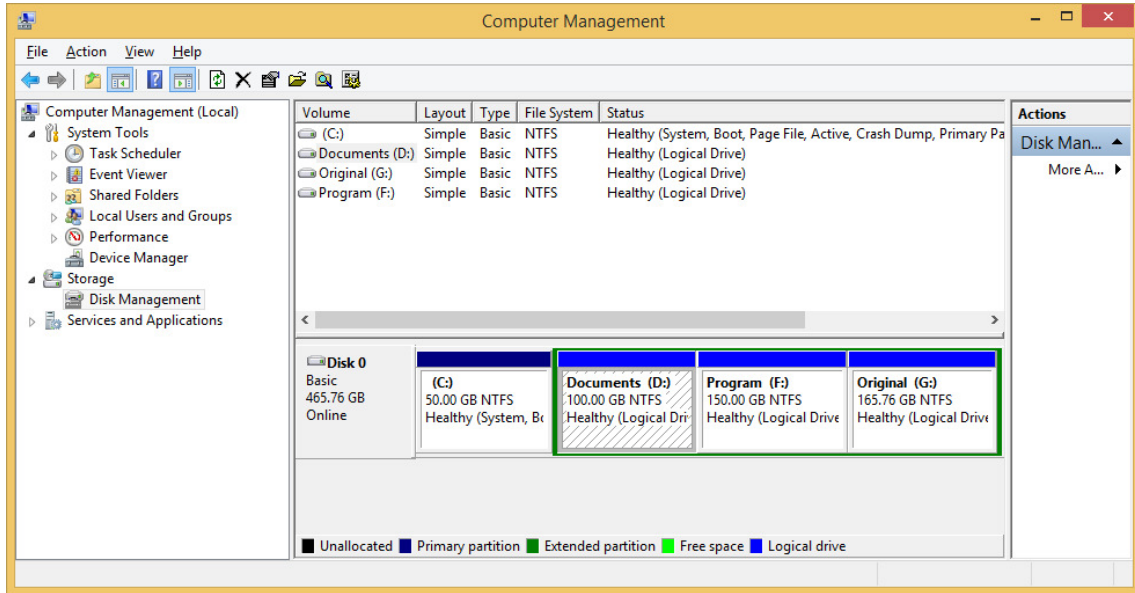 Computer Management
File Action View Help
Computer Management (Local)
System Tools
Task Scheduler
Event Viewer
Shared Folders
Local Users and Groups
Performance
Device Manager
Storage
Disk Management
Services and Applications
Volume Layout Type File System Status
(C:) Simple Basic NTFS Healthy (System, Boot, Page File, Active, Crash Dump, Primary Pa
Documents (D:) Simple Basic NTFS Healthy (Logical Drive)
Original (G:) Simple Basic NTFS Healthy (Logical Drive)
Program (F:) Simple Basic NTFS Healthy (Logical Drive)
Disk 0
Basic
465.76 GB
Online
(C:)
50.00 GB NTFS
Healthy (System, Bo
Documents (D:)
100.00 GB NTFS
Healthy (Logical Dri
Program (F:)
150.00 GB NTFS
Healthy (Logical Drive
Original (G:)
165.76 GB NTFS
Healthy (Logical Drive
Unallocated Primary partition Extended partition Free space Logical drive
Actions
Disk Man...
More A...